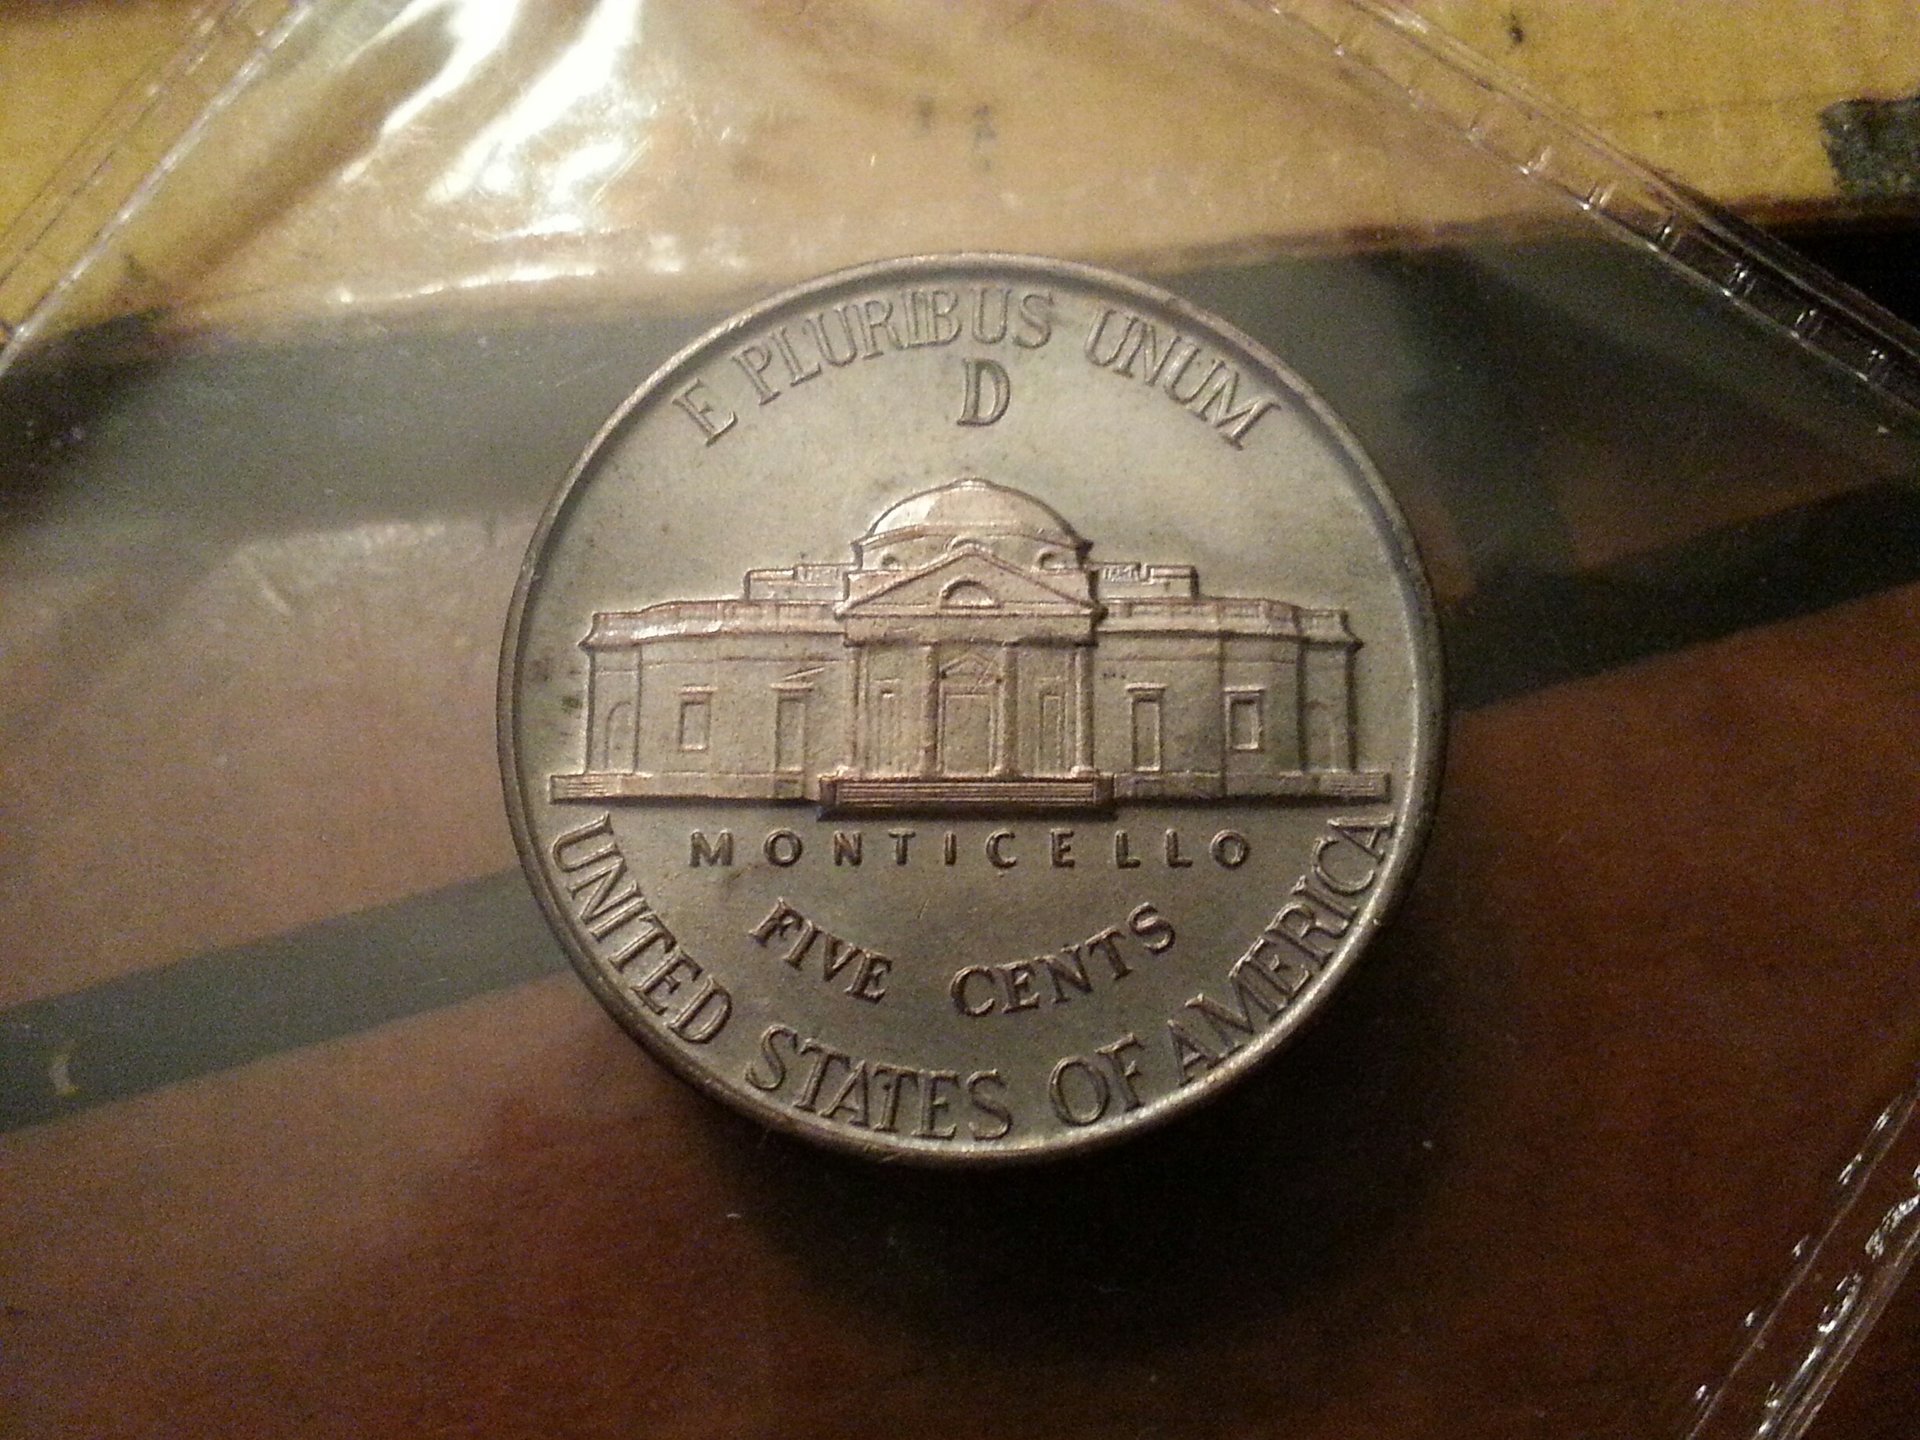 E PLURIBUS UNUM
D
MONTICELLO
FIVE CENTS
UNITED STATES OF AMERICA